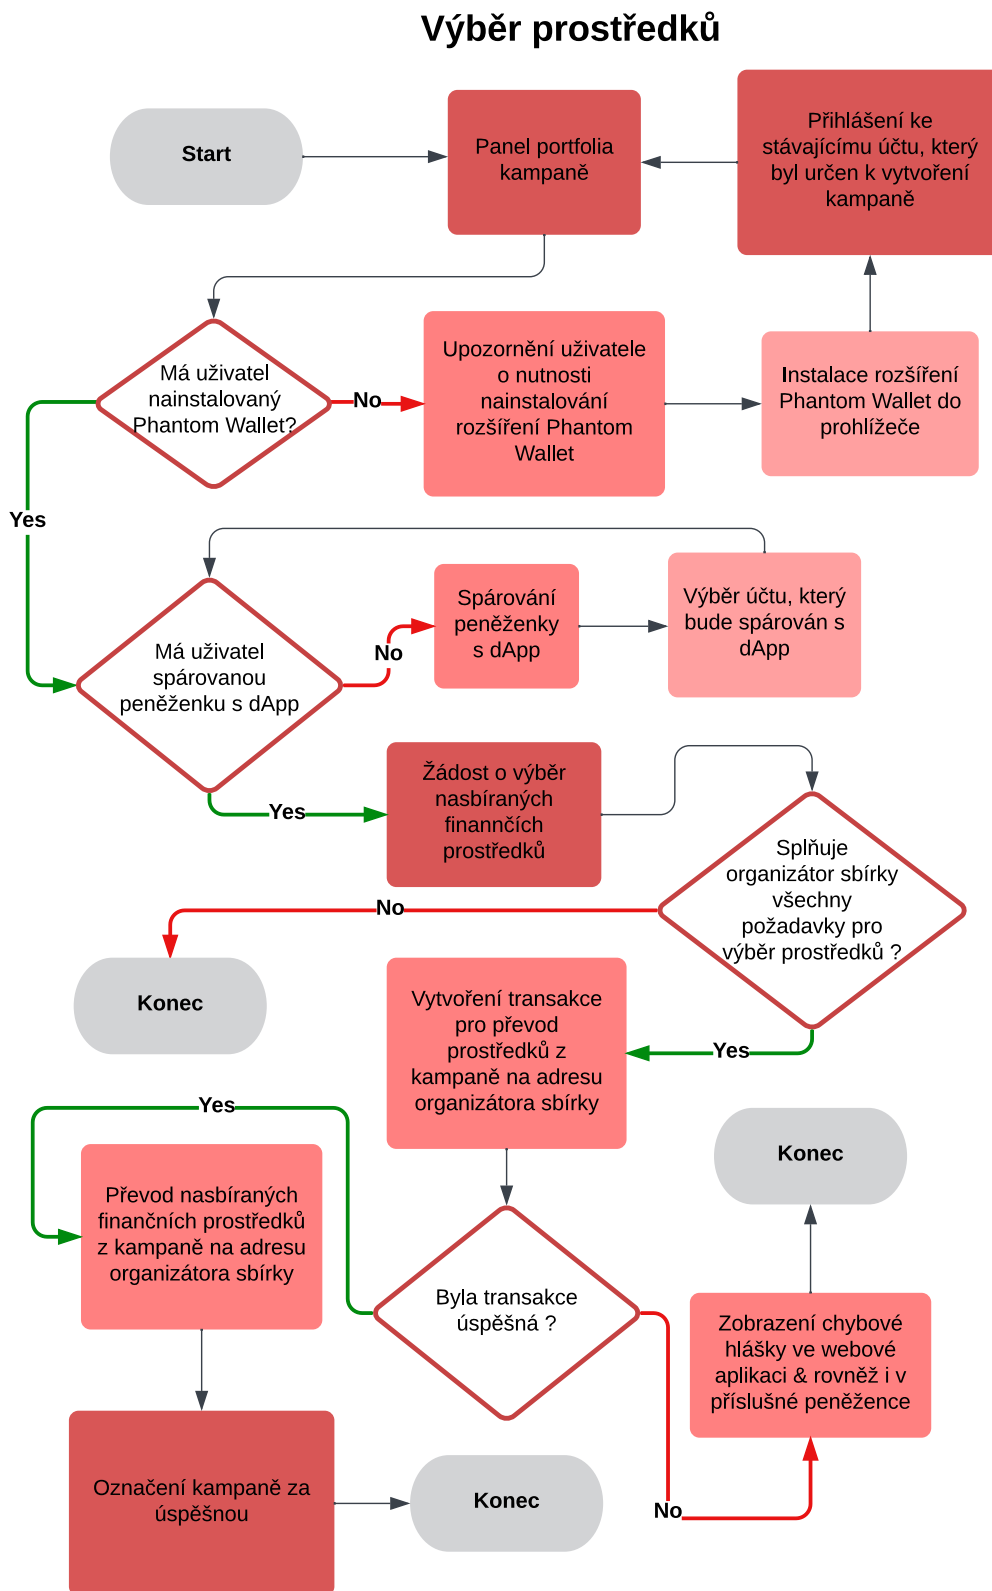 Výběr prostředků
Start
Panel portfolia
kampaně
Přihlášení ke
stávajícímu účtu, který
byl určen k vytvoření
kampaně
Má uživatel
nainstalovaný
Phantom Wallet?
No
Upozornění uživatele
o nutnosti
nainstalování
rozšíření Phantom
Wallet
Instalace rozšíření
Phantom Wallet do
prohlížeče
Yes
Má uživatel
spárovanou
peněženku s dApp
No
Spárování
peněženky
s dApp
Výběr účtu, který
bude spárován s
dApp
Yes
Žádost o výběr
nasbíraných
finannčích
prostředků
Splňuje
organizátor sbírky
všechny
požadavky pro
výběr prostředků ?
No
Konec
Yes
Vytvoření transakce
pro převod
prostředků z
kampaně na adresu
organizátora sbírky
Yes
Převod nasbíraných
finančních prostředků
z kampaně na adresu
organizátora sbírky
Byla transakce
úspěšná ?
Konec
Zobrazení chybové
hlášky ve webové
aplikaci & rovněž i v
příslušné peněžence
No
Označení kampaně za
úspěšnou
Konec